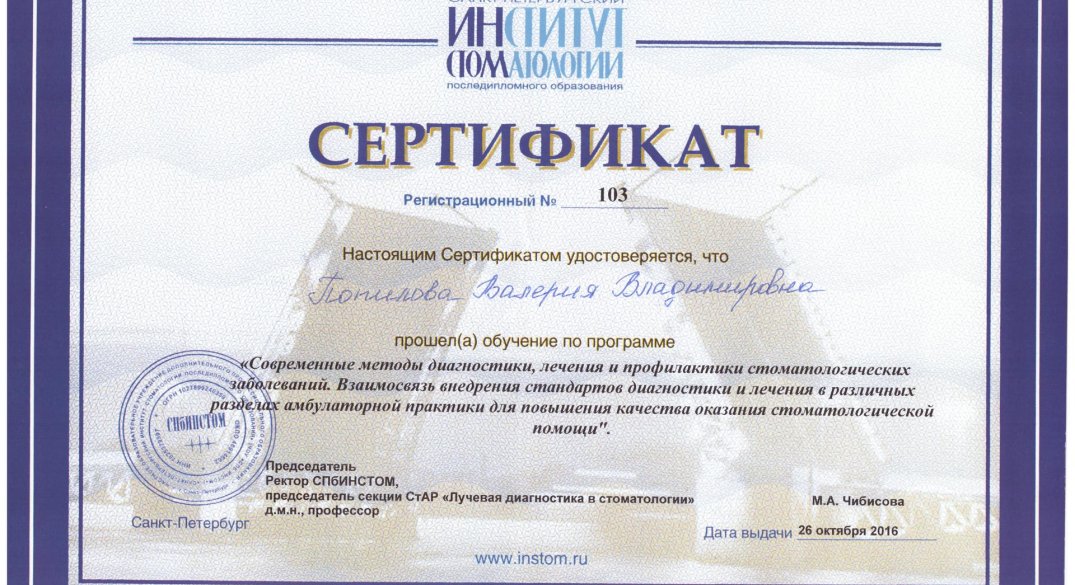 САНКТ-ПЕТЕРБУРГСКИЙ
ИНСТИТУТ
СТОМАТОЛОГИИ
последипломного образования
СЕРТИФИКАТ
Регистрационный № 103
Настоящим Сертификатом удостоверяется, что
Попилова Валерия Владимировна
прошел(а) обучение по программе
«Современные методы диагностики, лечения и профилактики стоматологических
заболеваний. Взаимосвязь внедрения стандартов диагностики и лечения в различных
разделах амбулаторной практики для повышения качества оказания стоматологической
помощи".
СПбИНСТОМ
Председатель
Ректор СПбИНСТОМ,
председатель секции СтАР «Лучевая диагностика в стоматологии»
д.м.н., профессор
М.А. Чибисова
Санкт-Петербург
Дата выдачи 26 октября 2016
www.instom.ru